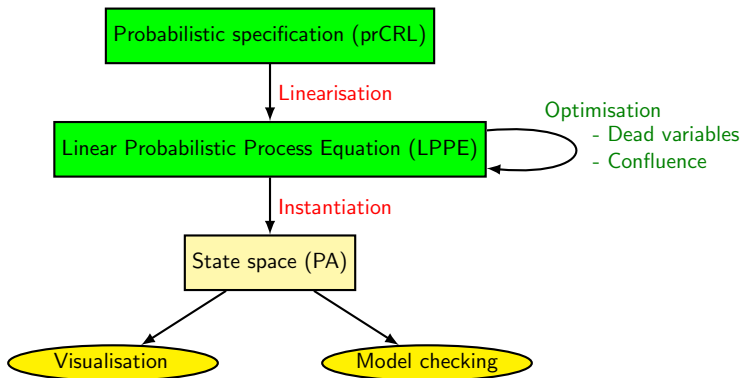 Probabilistic specification (prCRL)
Linearisation
Optimisation
- Dead variables
Linear Probabilistic Process Equation (LPPE)
- Confluence
Instantiation
State space (PA)
Visualisation
Model checking